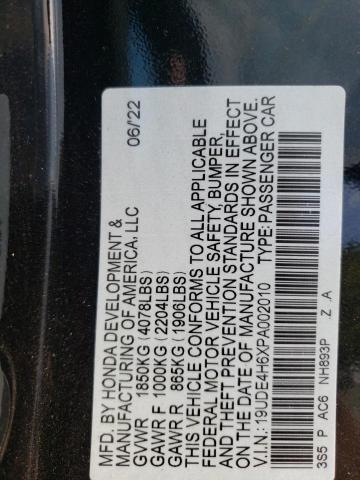 MFD. BY HONDA DEVELOPMENT &
MANUFACTURING OF AMERICA, LLC 06/'22
GVWR 1850KG(4078LBS)
GAWR F 1000KG(2204LBS)
GAWR R 865KG(1908LBS)
THIS VEHICLE CONFORMS TO ALL APPLICABLE
FEDERAL MOTOR VEHICLE SAFETY, BUMPER,
AND THEFT PREVENTION STANDARDS IN EFFECT
ON THE DATE OF MANUFACTURE SHOWN ABOVE.
V.I.N.: 19UDE4H6XPA002010 TYPE: PASSENGER CAR
3S5 P AC6 NH893P Z A